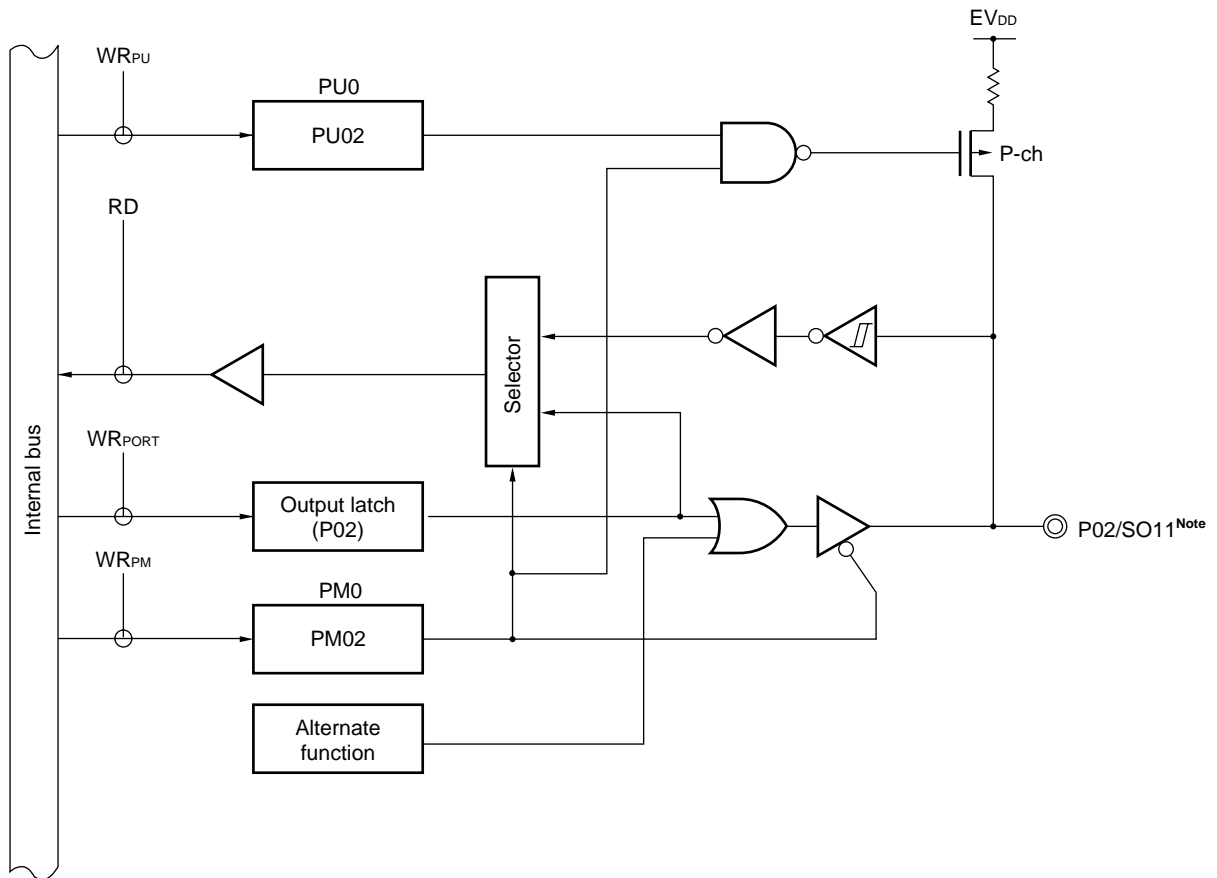 EVDD
WRPU
PU0
PU02
P-ch
RD
Selector
WRPORT
Internal bus
Output latch
(P02)
P02/SO11Note
WRPM
PM0
PM02
Alternate
function